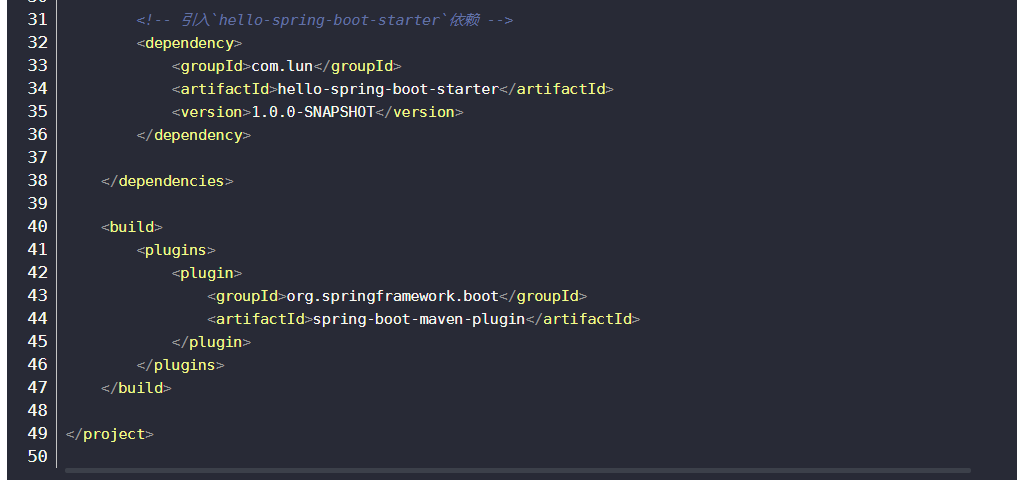 31 <!-- 引入`hello-spring-boot-starter`依赖 -->
32 <dependency>
33 <groupId>com.lun</groupId>
34 <artifactId>hello-spring-boot-starter</artifactId>
35 <version>1.0.0-SNAPSHOT</version>
36 </dependency>
37
38 </dependencies>
39
40 <build>
41 <plugins>
42 <plugin>
43 <groupId>org.springframework.boot</groupId>
44 <artifactId>spring-boot-maven-plugin</artifactId>
45 </plugin>
46 </plugins>
47 </build>
48
49 </project>
50